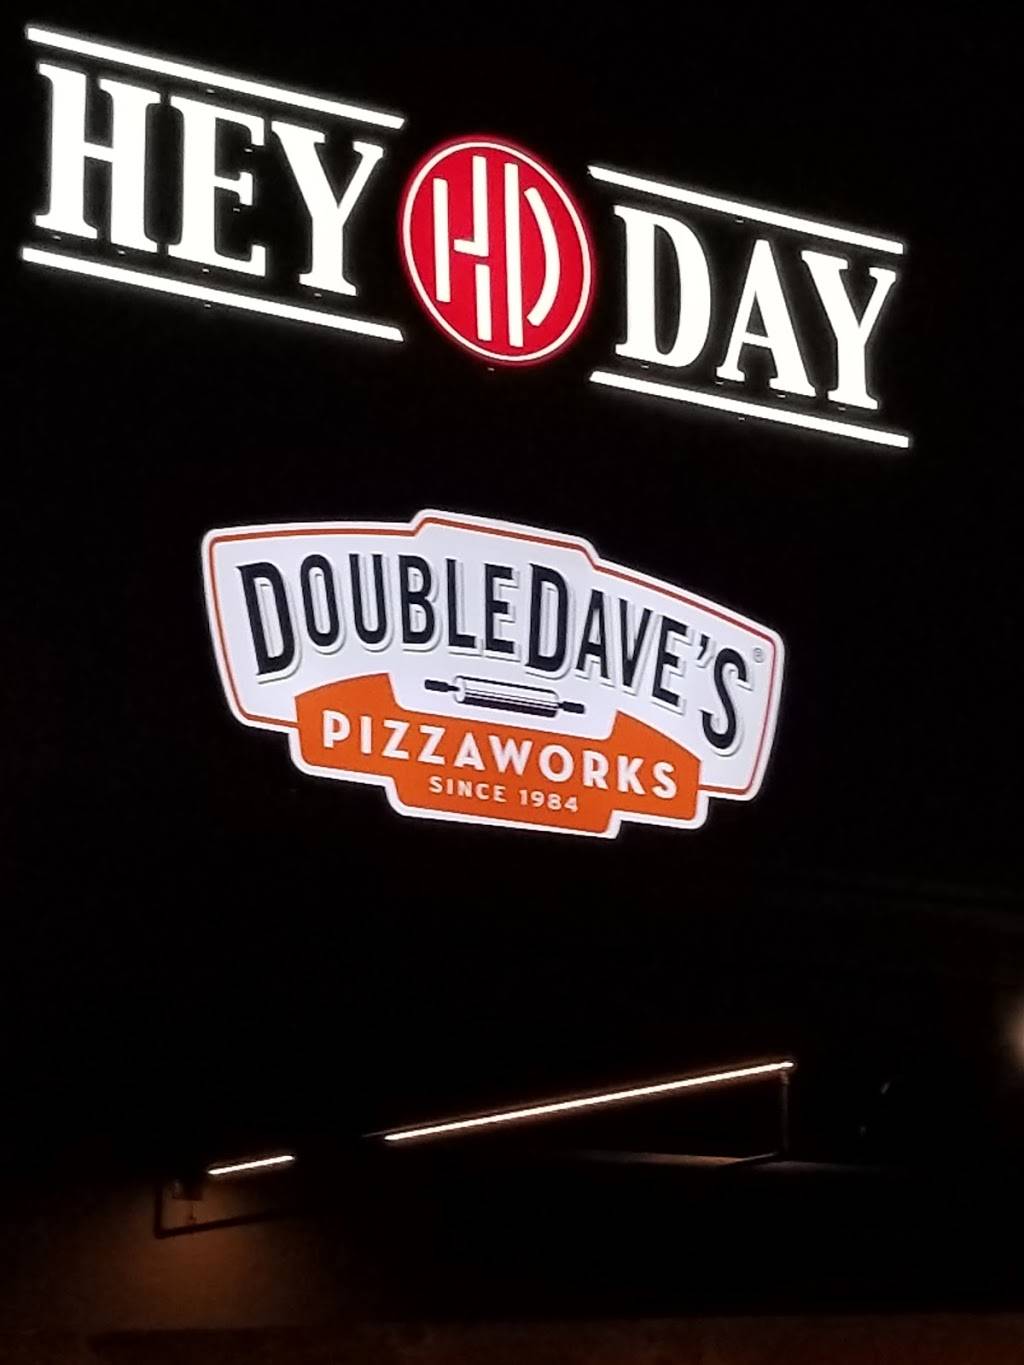 HEY HD DAY
DOUBLEDAVE'S®
PIZZAWORKS
SINCE 1984